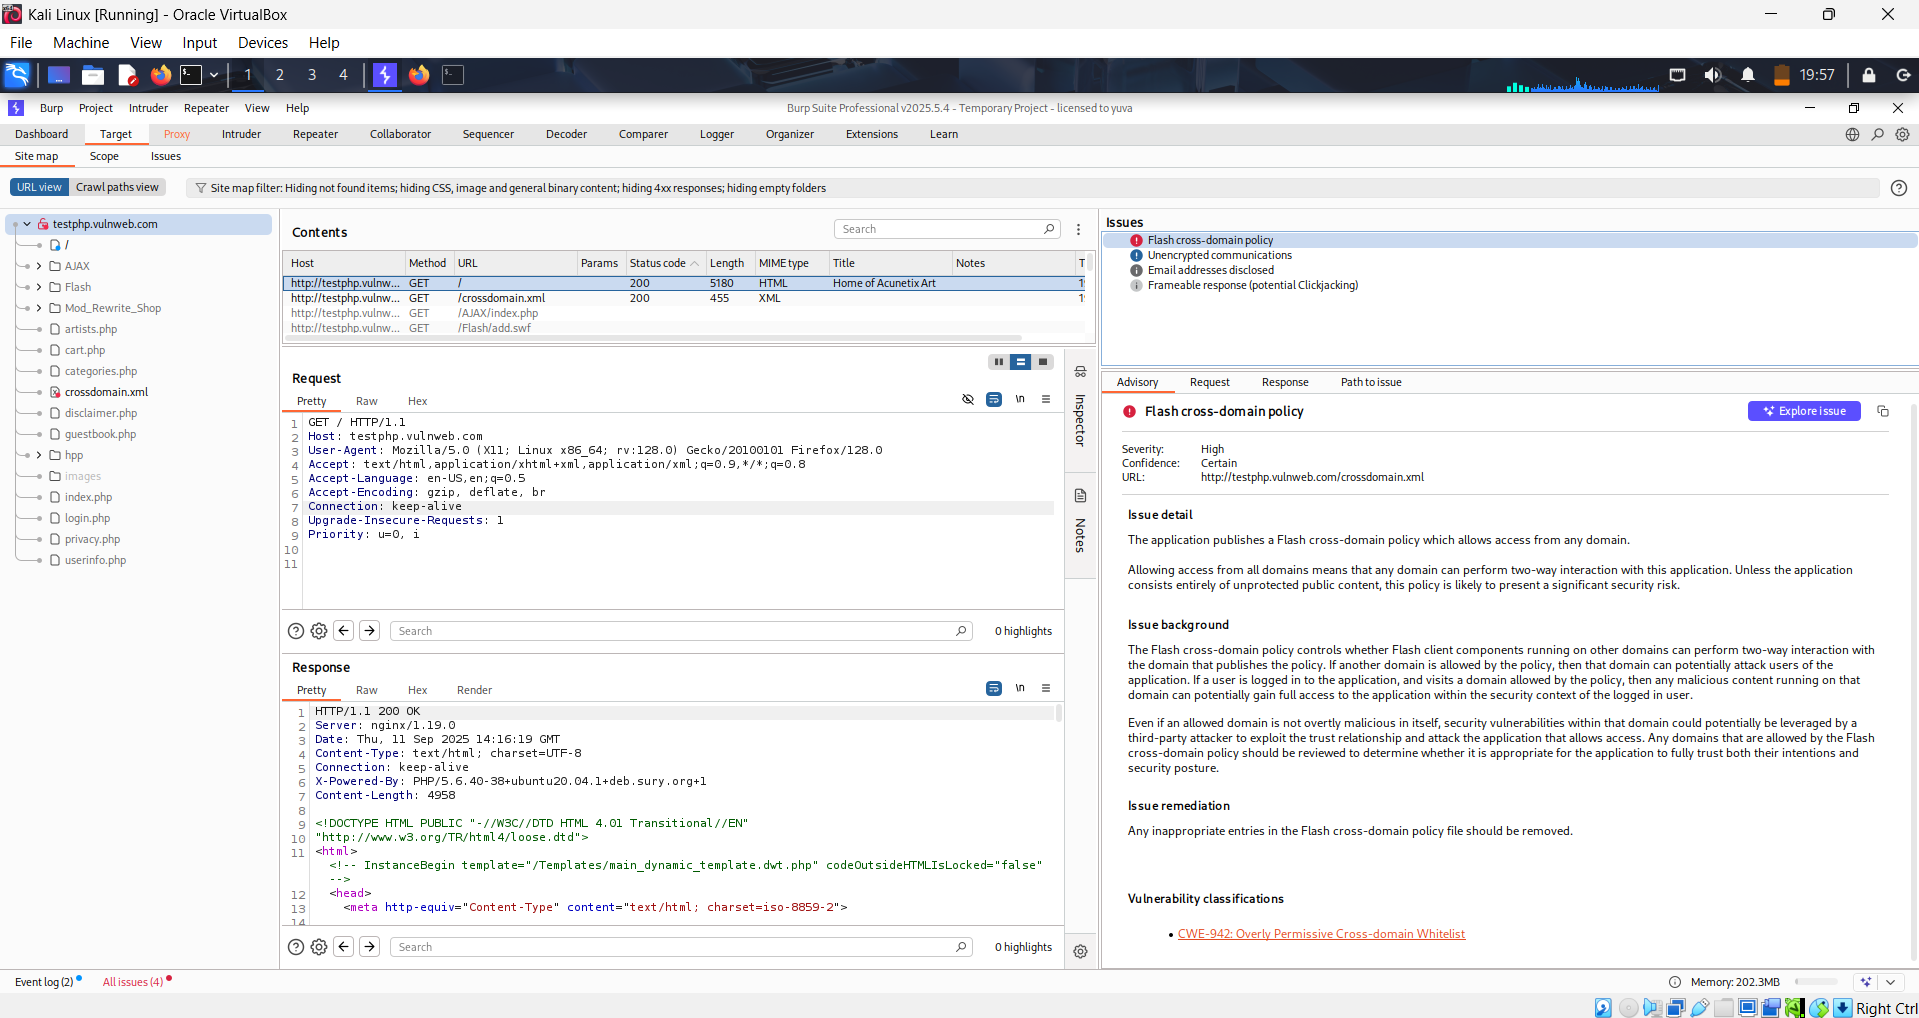 Kali Linux [Running] - Oracle VirtualBox
File Machine View Input Devices Help
1 2 3 4 19:57
Burp Project Intruder Repeater View Help Burp Suite Professional v2025.5.4 - Temporary Project - licensed to yuva
Dashboard Target Proxy Intruder Repeater Collaborator Sequencer Decoder Comparer Logger Organizer Extensions Learn
Site map Scope Issues
URL view Crawl paths view Site map filter: Hiding not found items; hiding CSS, image and general binary content; hiding 4xx responses; hiding empty folders
testphp.vulnweb.com
/
AJAX
Flash
Mod_Rewrite_Shop
artists.php
cart.php
categories.php
crossdomain.xml
disclaimer.php
guestbook.php
hpp
images
index.php
login.php
privacy.php
userinfo.php
Contents Search
Host Method URL Params Status code Length MIME type Title Notes T
http://testphp.vulnw... GET / 200 5180 HTML Home of Acunetix Art 1
http://testphp.vulnw... GET /crossdomain.xml 200 455 XML 1
http://testphp.vulnw... GET /AJAX/index.php
http://testphp.vulnw... GET /Flash/add.swf
Request
Pretty Raw Hex \n
1 GET / HTTP/1.1
2 Host: testphp.vulnweb.com
3 User-Agent: Mozilla/5.0 (X11; Linux x86_64; rv:128.0) Gecko/20100101 Firefox/128.0
4 Accept: text/html,application/xhtml+xml,application/xml;q=0.9,*/*;q=0.8
5 Accept-Language: en-US,en;q=0.5
6 Accept-Encoding: gzip, deflate, br
7 Connection: keep-alive
8 Upgrade-Insecure-Requests: 1
9 Priority: u=0, i
10
11
Search 0 highlights
Response
Pretty Raw Hex Render \n
1 HTTP/1.1 200 OK
2 Server: nginx/1.19.0
3 Date: Thu, 11 Sep 2025 14:16:19 GMT
4 Content-Type: text/html; charset=UTF-8
5 Connection: keep-alive
6 X-Powered-By: PHP/5.6.40-38+ubuntu20.04.1+deb.sury.org+1
7 Content-Length: 4958
8
9 <!DOCTYPE HTML PUBLIC "-//W3C//DTD HTML 4.01 Transitional//EN"
10 "http://www.w3.org/TR/html4/loose.dtd">
11 <html>
<!-- InstanceBegin template="/Templates/main_dynamic_template.dwt.php" codeOutsideHTMLIsLocked="false"
-->
12 <head>
13 <meta http-equiv="Content-Type" content="text/html; charset=iso-8859-2">
14
Search 0 highlights
Inspector
Notes
Issues
Flash cross-domain policy
Unencrypted communications
Email addresses disclosed
Frameable response (potential Clickjacking)
Advisory Request Response Path to issue
Flash cross-domain policy Explore issue
Severity: High
Confidence: Certain
URL: http://testphp.vulnweb.com/crossdomain.xml
Issue detail
The application publishes a Flash cross-domain policy which allows access from any domain.
Allowing access from all domains means that any domain can perform two-way interaction with this application. Unless the application
consists entirely of unprotected public content, this policy is likely to present a significant security risk.
Issue background
The Flash cross-domain policy controls whether Flash client components running on other domains can perform two-way interaction with
the domain that publishes the policy. If another domain is allowed by the policy, then that domain can potentially attack users of the
application. If a user is logged in to the application, and visits a domain allowed by the policy, then any malicious content running on that
domain can potentially gain full access to the application within the security context of the logged in user.
Even if an allowed domain is not overtly malicious in itself, security vulnerabilities within that domain could potentially be leveraged by a
third-party attacker to exploit the trust relationship and attack the application that allows access. Any domains that are allowed by the Flash
cross-domain policy should be reviewed to determine whether it is appropriate for the application to fully trust both their intentions and
security posture.
Issue remediation
Any inappropriate entries in the Flash cross-domain policy file should be removed.
Vulnerability classifications
• CWE-942: Overly Permissive Cross-domain Whitelist
Event log (2) All issues (4) Memory: 202.3MB
Right Ctrl